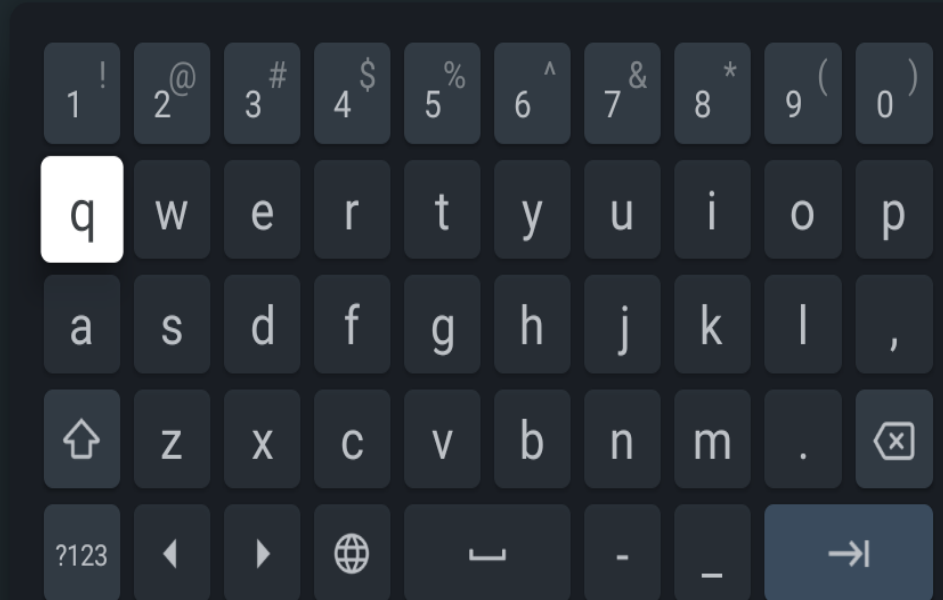 1 ! 2 @ 3 # 4 $ 5 % 6 ^ 7 & 8 * 9 ( 0 )
q w e r t y u i o p
a s d f g h j k l ,
z x c v b n m .
?123 - _